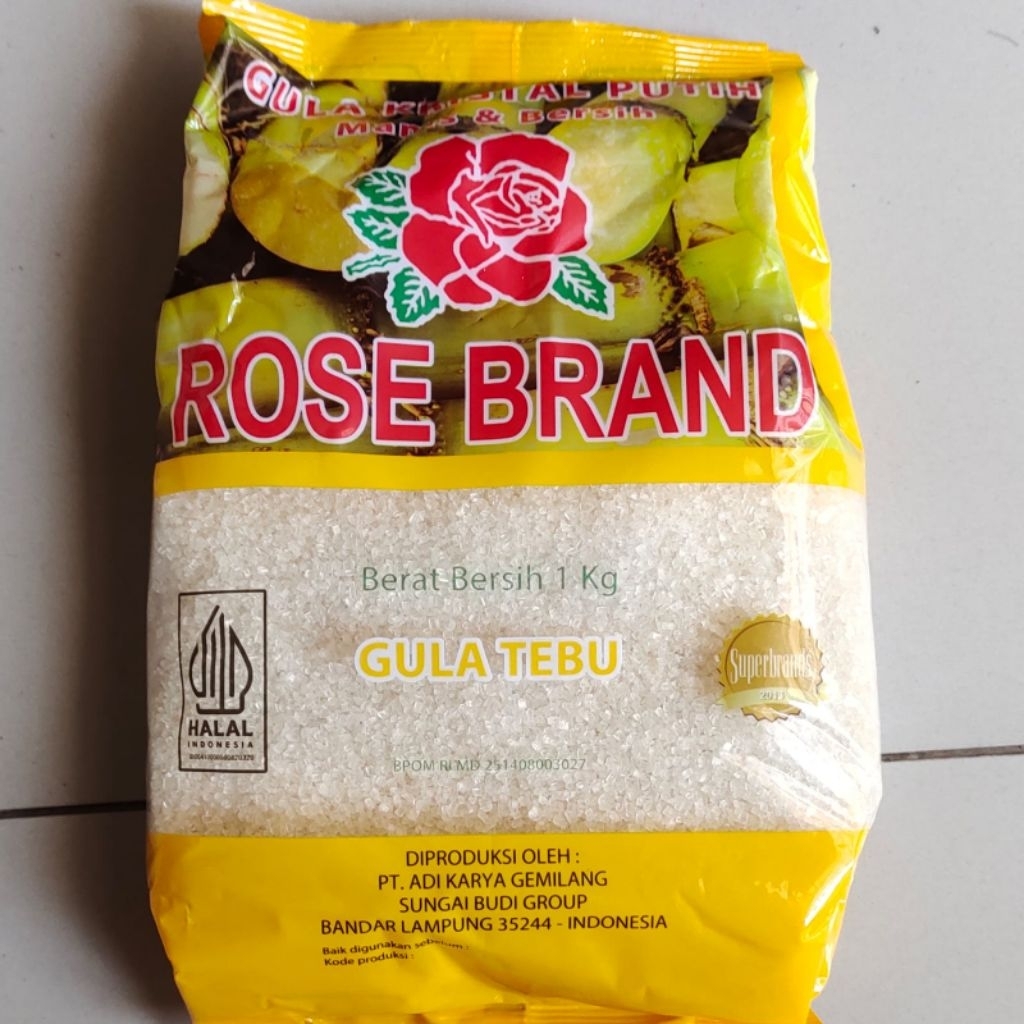 GULA KRISTAL PUTIH
Manis & Bersih
ROSE BRAND
Berat Bersih 1 Kg
GULA TEBU
Superbrands
HALAL
INDONESIA
BPOM RI MD 251408003027
DIPRODUKSI OLEH :
PT. ADI KARYA GEMILANG
SUNGAI BUDI GROUP
BANDAR LAMPUNG 35244 - INDONESIA
Baik digunakan sebelum :
Kode produksi :